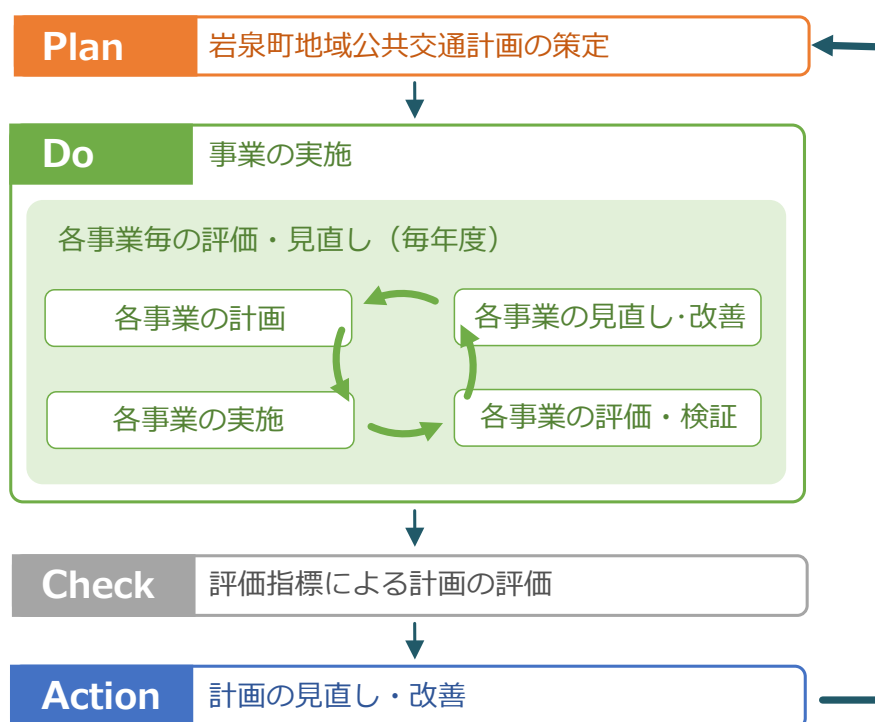 Plan 岩泉町地域公共交通計画の策定
Do 事業の実施
各事業毎の評価・見直し（毎年度）
各事業の計画
各事業の見直し･改善
各事業の実施
各事業の評価・検証
Check 評価指標による計画の評価
Action 計画の見直し・改善